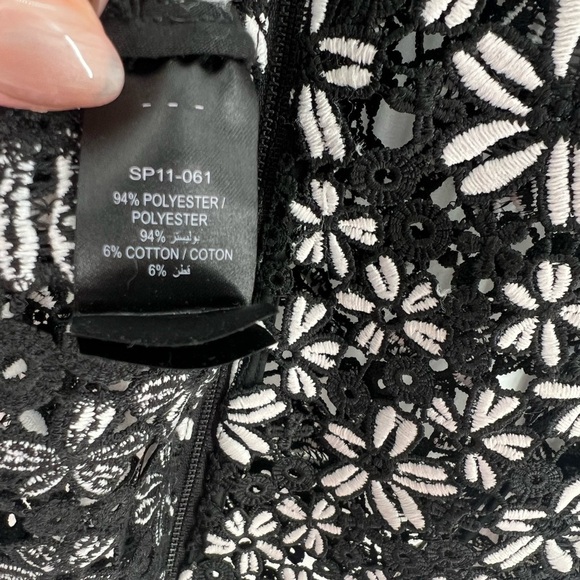 - - -
SP11-061
94% POLYESTER /
POLYESTER
94% بوليستر
6% COTTON / COTON
6% قطن